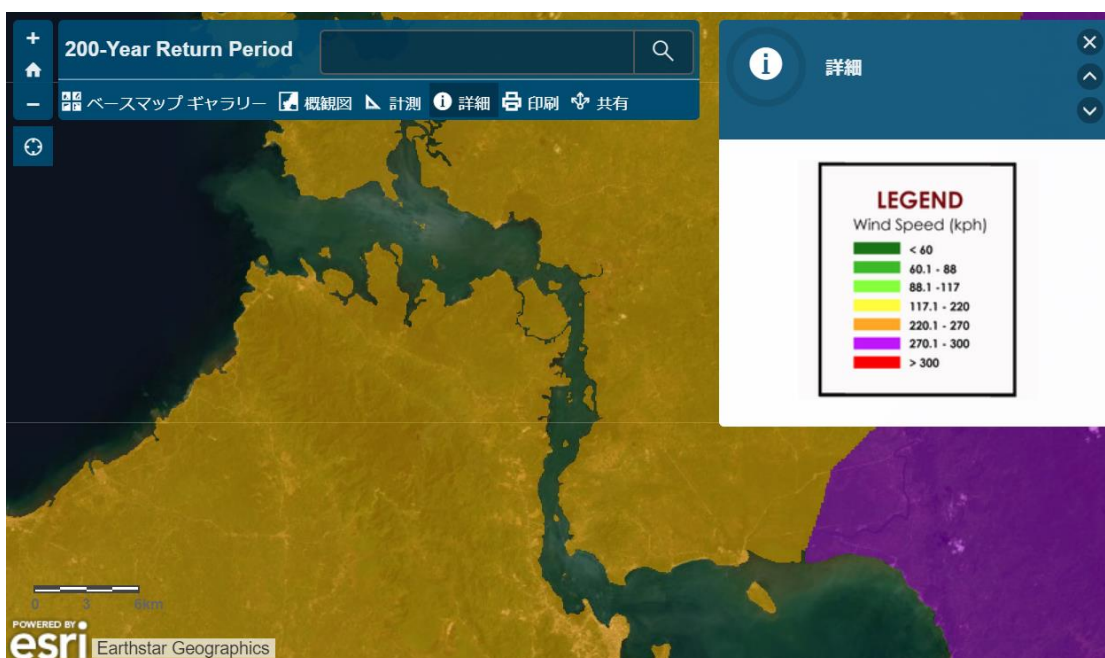 +
−
200-Year Return Period
ベースマップ ギャラリー 概観図 計測 詳細 印刷 共有
詳細
LEGEND
Wind Speed (kph)
< 60
60.1 - 88
88.1 -117
117.1 - 220
220.1 - 270
270.1 - 300
> 300
0 3 6km
POWERED BY
esri
Earthstar Geographics